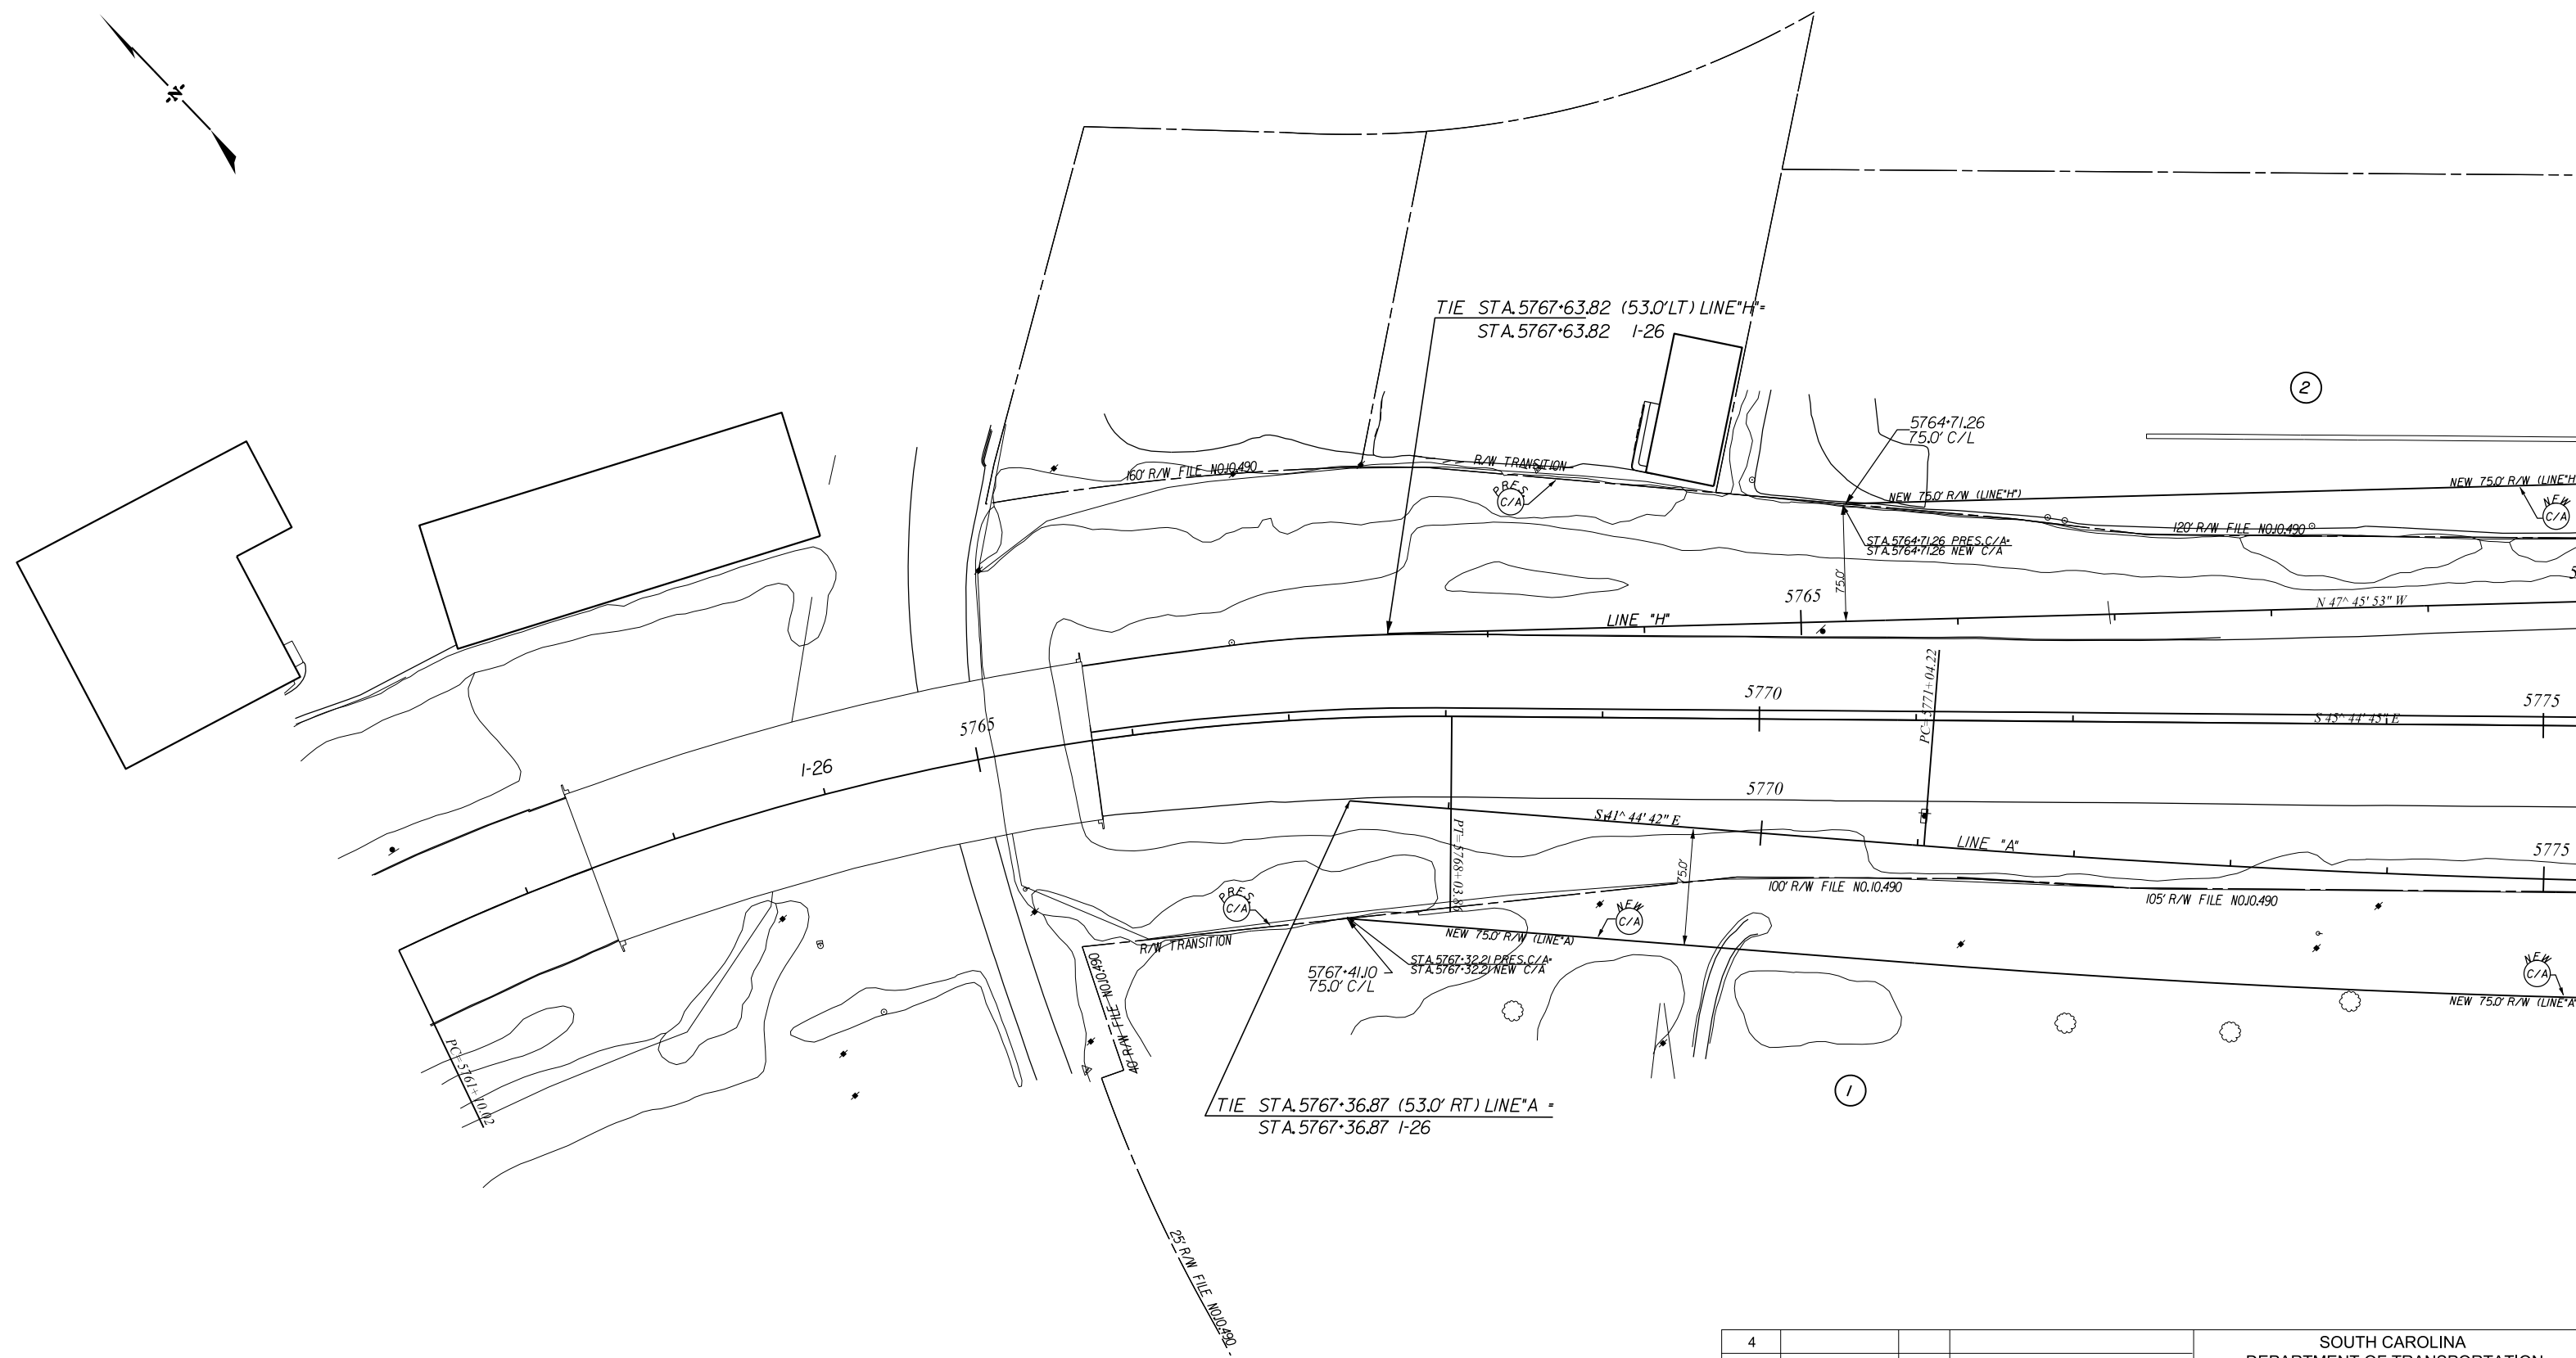 -N-
TIE STA. 5767+63.82 (53.0' LT) LINE "H"=
STA. 5767+63.82 I-26
2
5764+71.26
75.0' C/L
160' R/W FILE NO.10.490
R/W TRANSITION
PRES.
C/A
NEW 75.0' R/W (LINE"H")
NEW 75.0' R/W (LINE"H
NEW
C/A
120' R/W FILE NO.10.490
STA. 5764+71.26 PRES. C/A=
STA. 5764+71.26 NEW C/A
75.0'
5765
N 47^ 45' 53" W
LINE "H"
PC=5771+04.22
5770
5775
5765
S 45^ 44' 45" E
I-26
5770
S 41^ 44' 42" E
LINE "A"
5775
PT=5768+03.86
75.0'
100' R/W FILE NO.10.490
105' R/W FILE NO.10.490
PRES.
C/A
NEW
C/A
R/W TRANSITION
NEW 75.0' R/W (LINE"A)
STA. 5767+32.21 PRES. C/A=
STA. 5767+32.21 NEW C/A
5767+41.10
75.0' C/L
40' R/W FILE NO.10.490
NEW
C/A
NEW 75.0' R/W (LINE"A"
PC=5761+10.02
1
TIE STA. 5767+36.87 (53.0' RT) LINE"A =
STA. 5767+36.87 I-26
25' R/W FILE NO.10.490
4
SOUTH CAROLINA
DEPARTMENT OF TRANSPORTATION